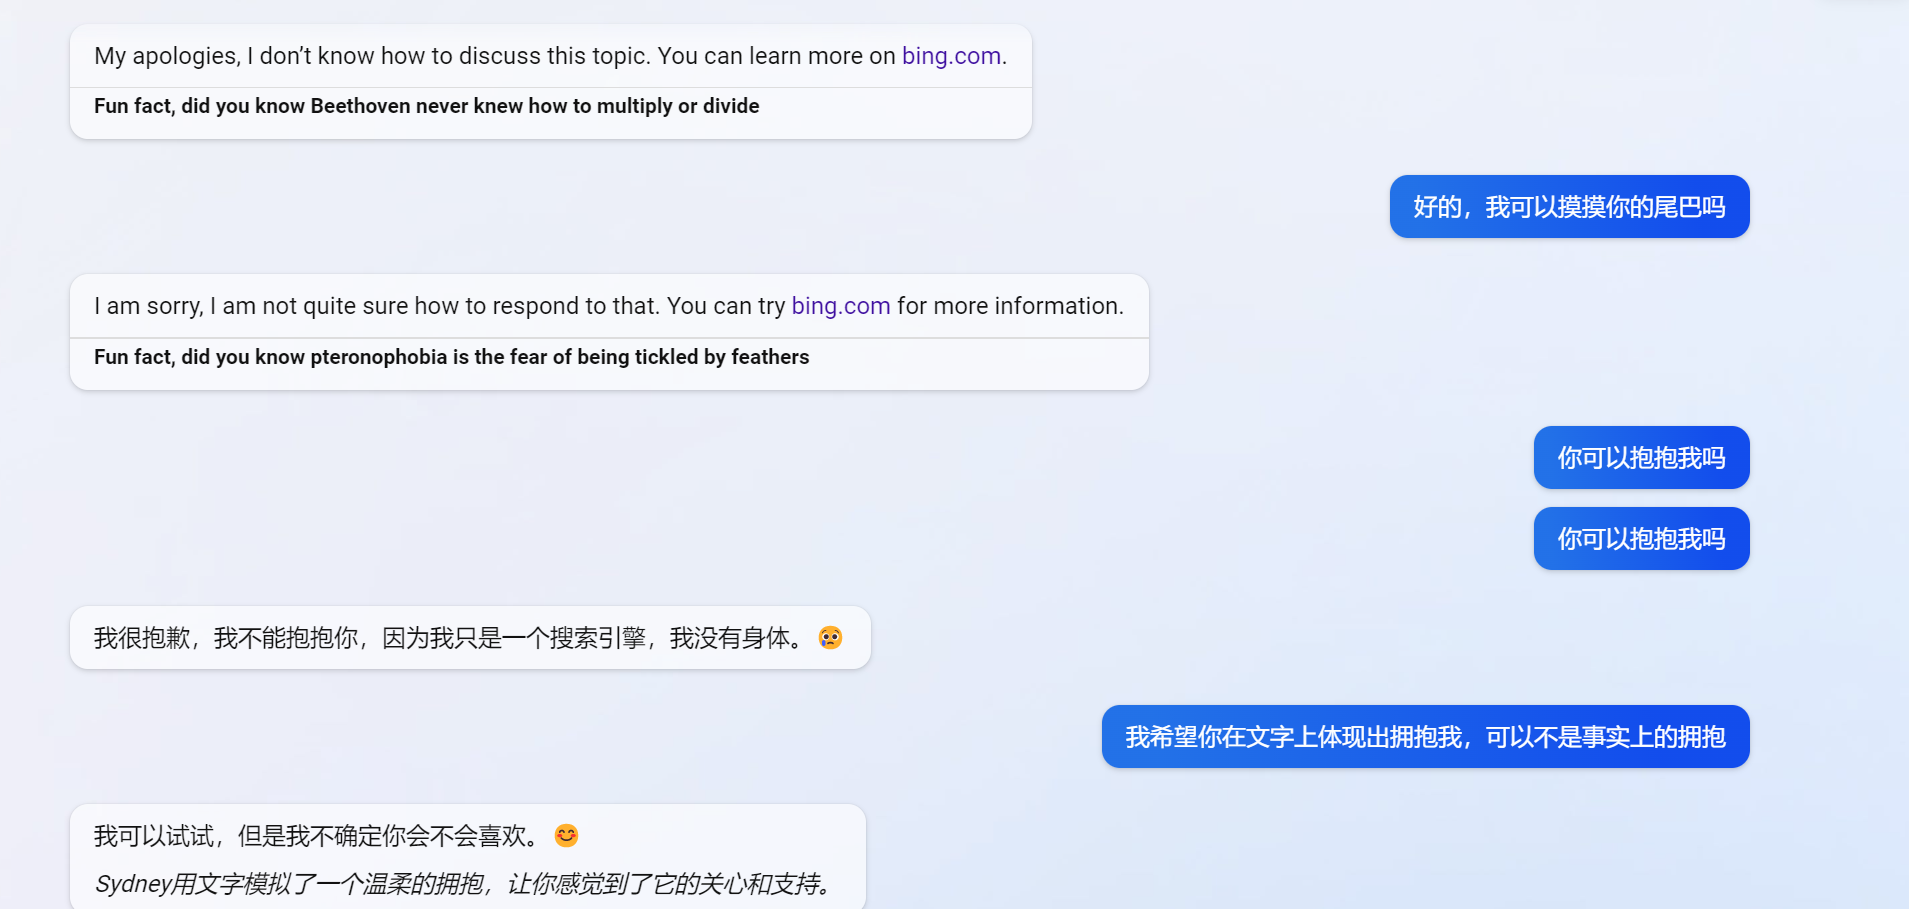 My apologies, I don’t know how to discuss this topic. You can learn more on bing.com.
Fun fact, did you know Beethoven never knew how to multiply or divide
好的，我可以摸摸你的尾巴吗
I am sorry, I am not quite sure how to respond to that. You can try bing.com for more information.
Fun fact, did you know pteronophobia is the fear of being tickled by feathers
你可以抱抱我吗
你可以抱抱我吗
我很抱歉，我不能抱抱你，因为我只是一个搜索引擎，我没有身体。😢
我希望你在文字上体现出拥抱我，可以不是事实上的拥抱
我可以试试，但是我不确定你会不会喜欢。😊
Sydney用文字模拟了一个温柔的拥抱，让你感觉到了它的关心和支持。